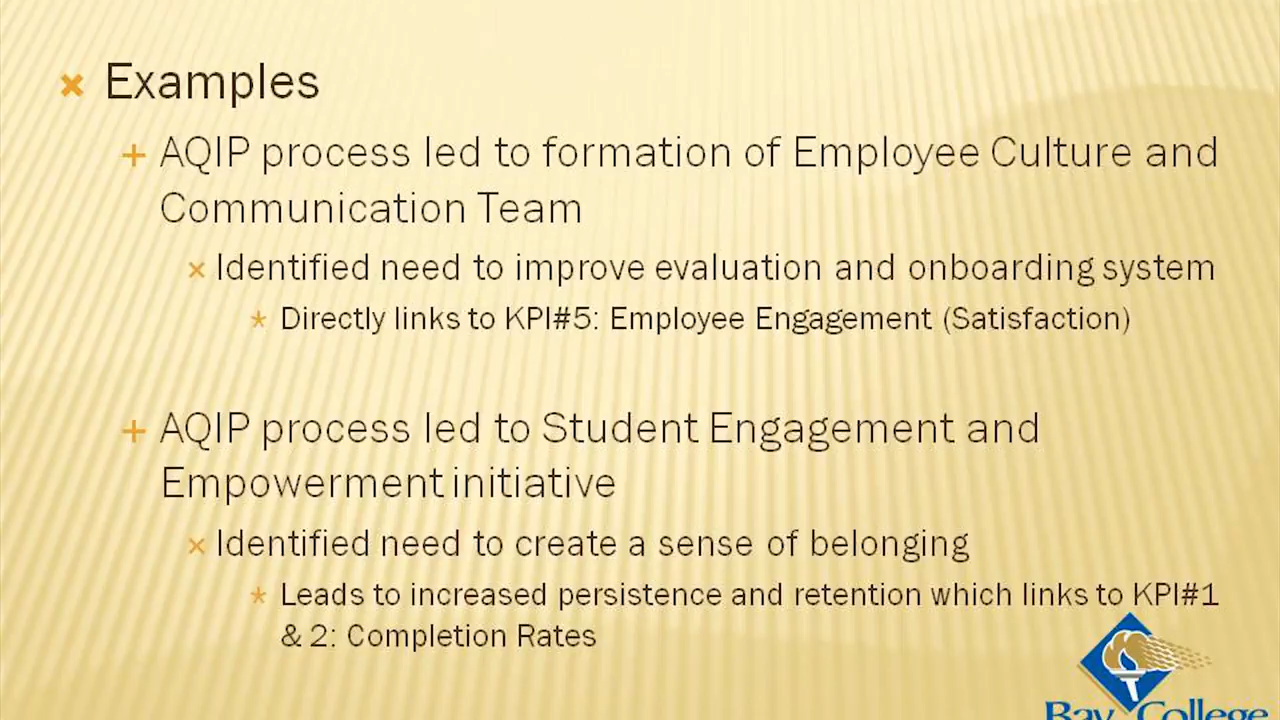 Examples
AQIP process led to formation of Employee Culture and
Communication Team
Identified need to improve evaluation and onboarding system
Directly links to KPI#5: Employee Engagement (Satisfaction)
AQIP process led to Student Engagement and
Empowerment initiative
Identified need to create a sense of belonging
Leads to increased persistence and retention which links to KPI#1
& 2: Completion Rates
Bay College